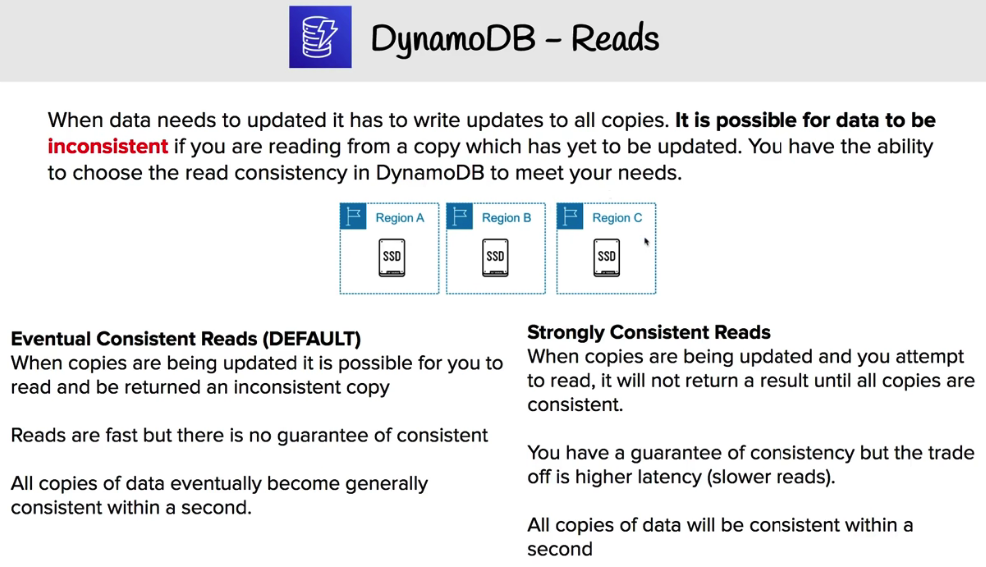 DynamoDB – Reads
When data needs to updated it has to write updates to all copies. It is possible for data to be
inconsistent if you are reading from a copy which has yet to be updated. You have the ability
to choose the read consistency in DynamoDB to meet your needs.
Region A
Region B
Region C
SSD
SSD
SSD
Eventual Consistent Reads (DEFAULT)
When copies are being updated it is possible for you to
read and be returned an inconsistent copy
Reads are fast but there is no guarantee of consistent
All copies of data eventually become generally
consistent within a second.
Strongly Consistent Reads
When copies are being updated and you attempt
to read, it will not return a result until all copies are
consistent.
You have a guarantee of consistency but the trade
off is higher latency (slower reads).
All copies of data will be consistent within a
second